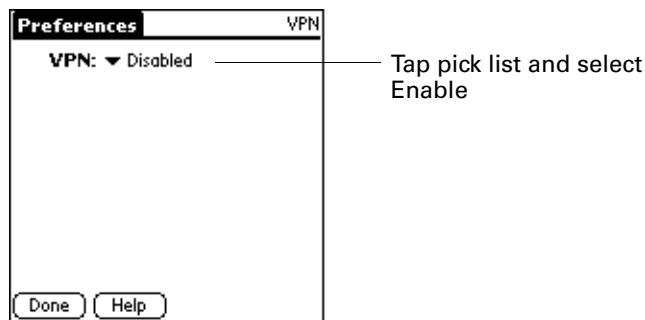 Preferences VPN
VPN: Disabled
Tap pick list and select
Enable
Done Help